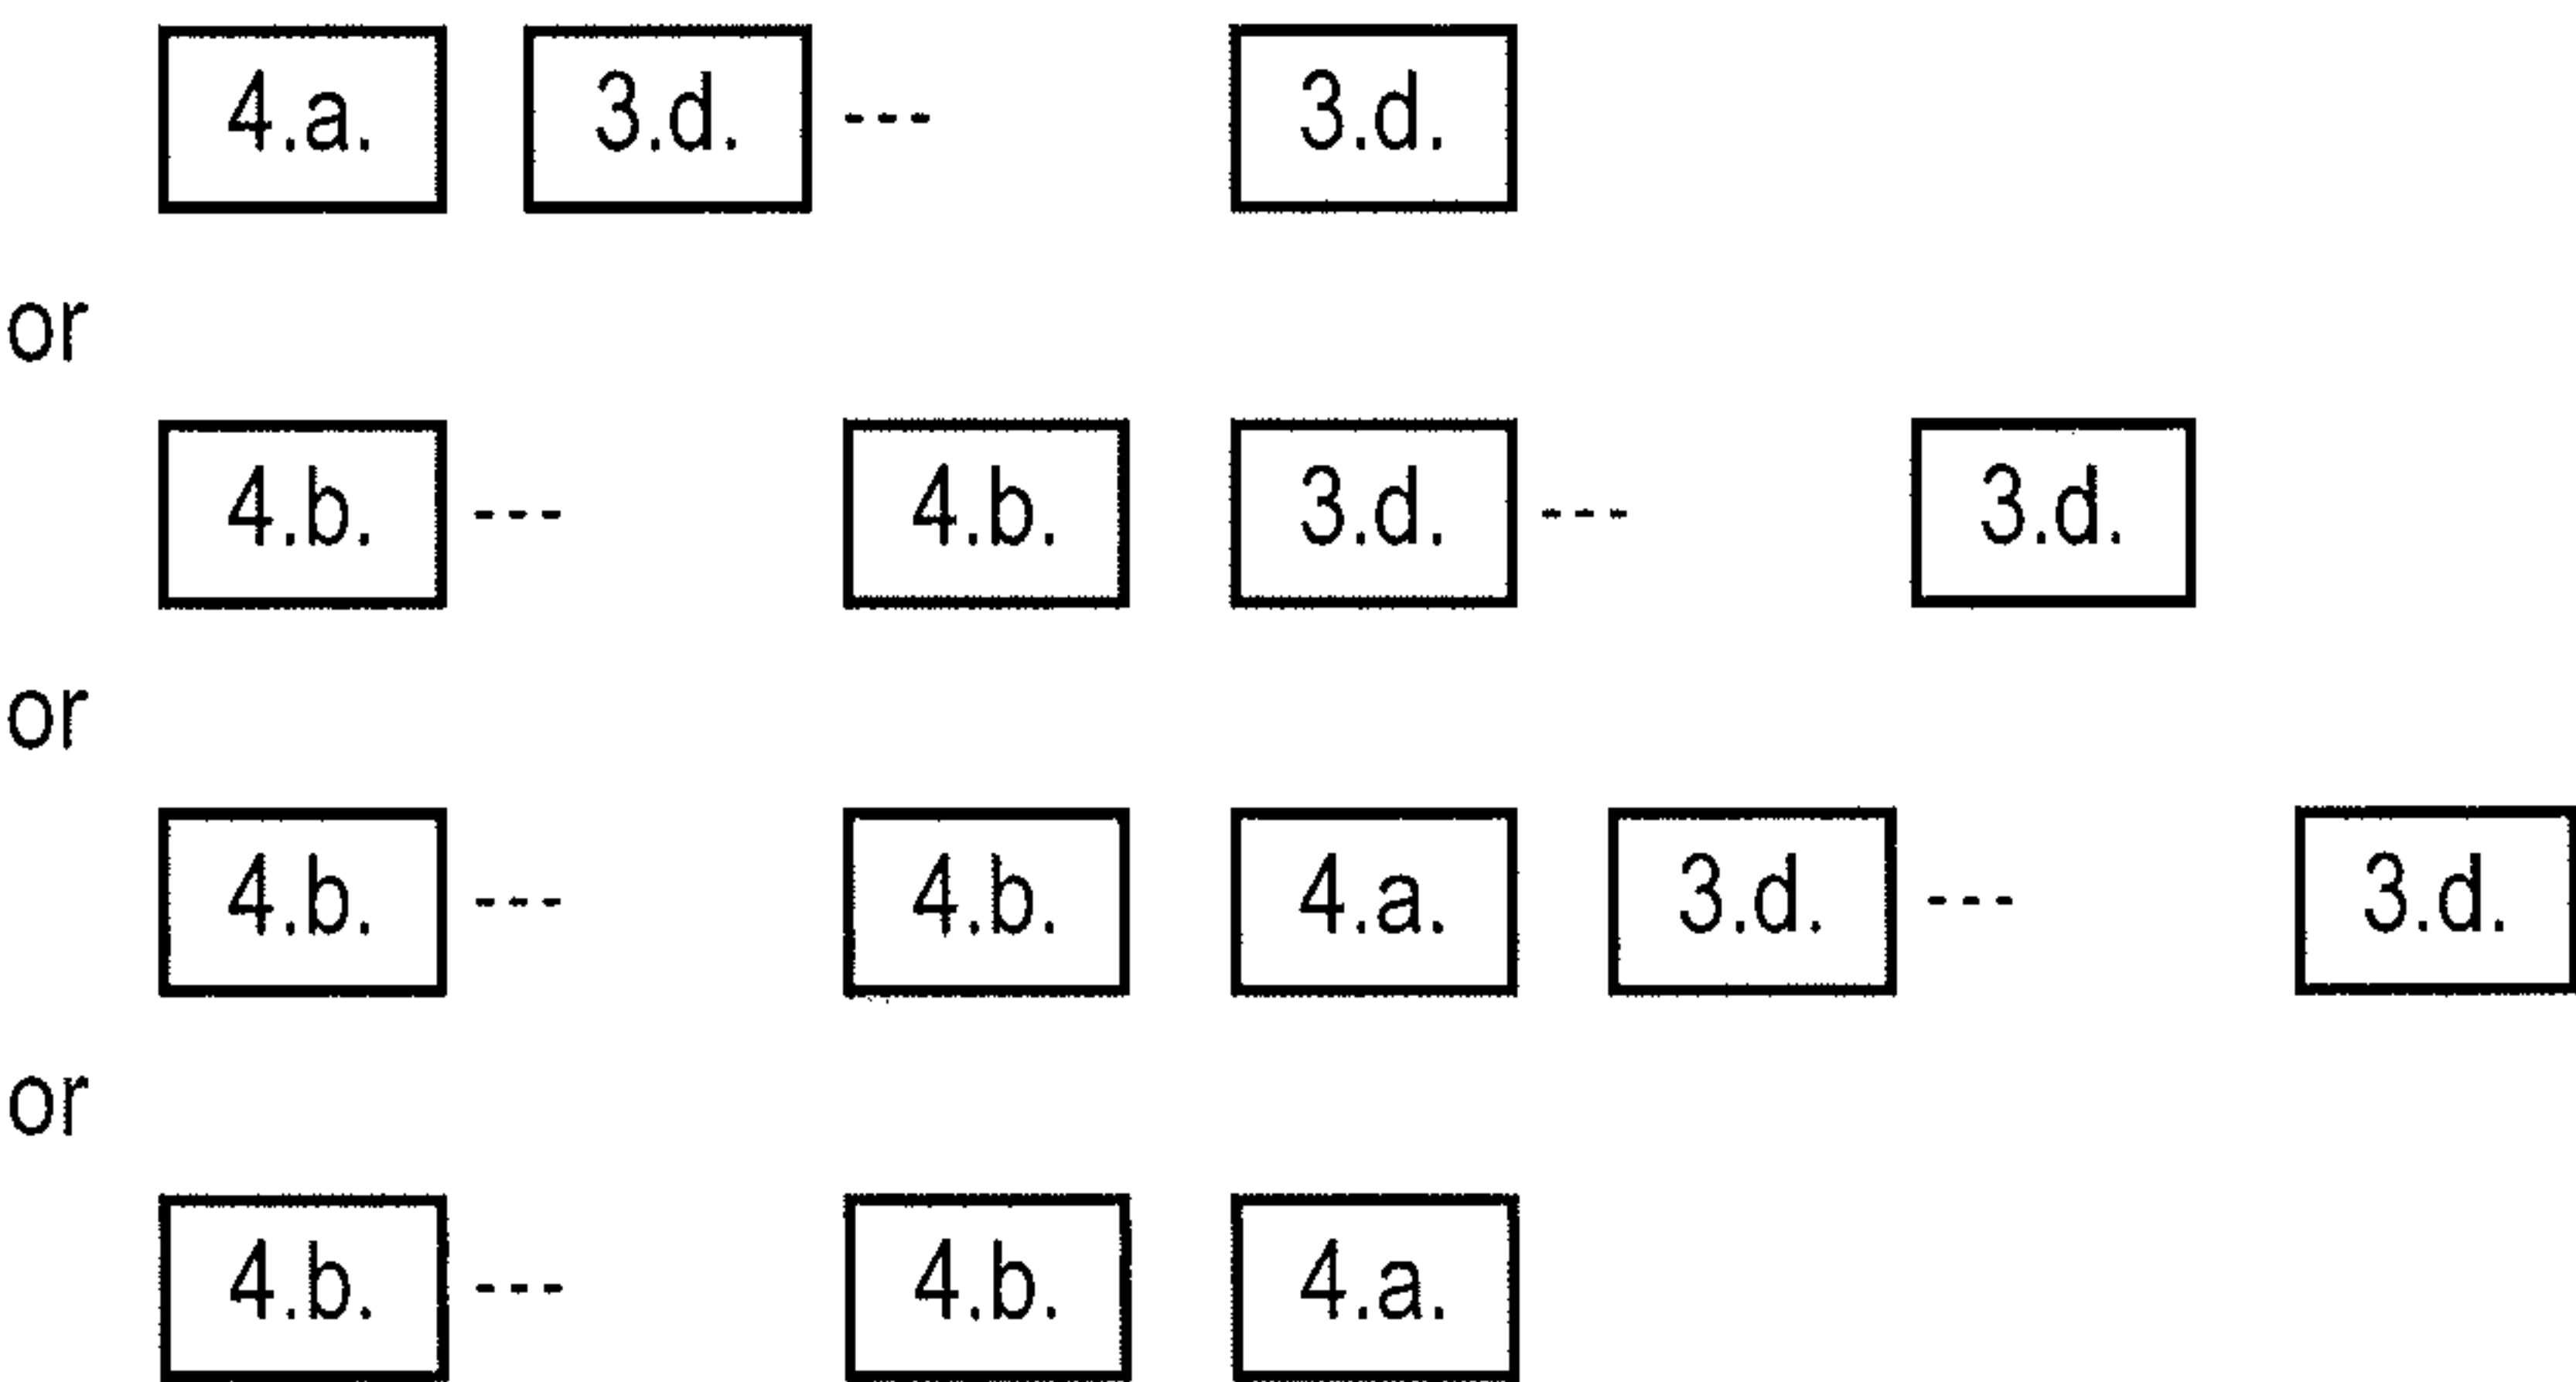 4.a. 3.d. --- 3.d.
or
4.b. --- 4.b. 3.d. --- 3.d.
or
4.b. --- 4.b. 4.a. 3.d. --- 3.d.
or
4.b. --- 4.b. 4.a.